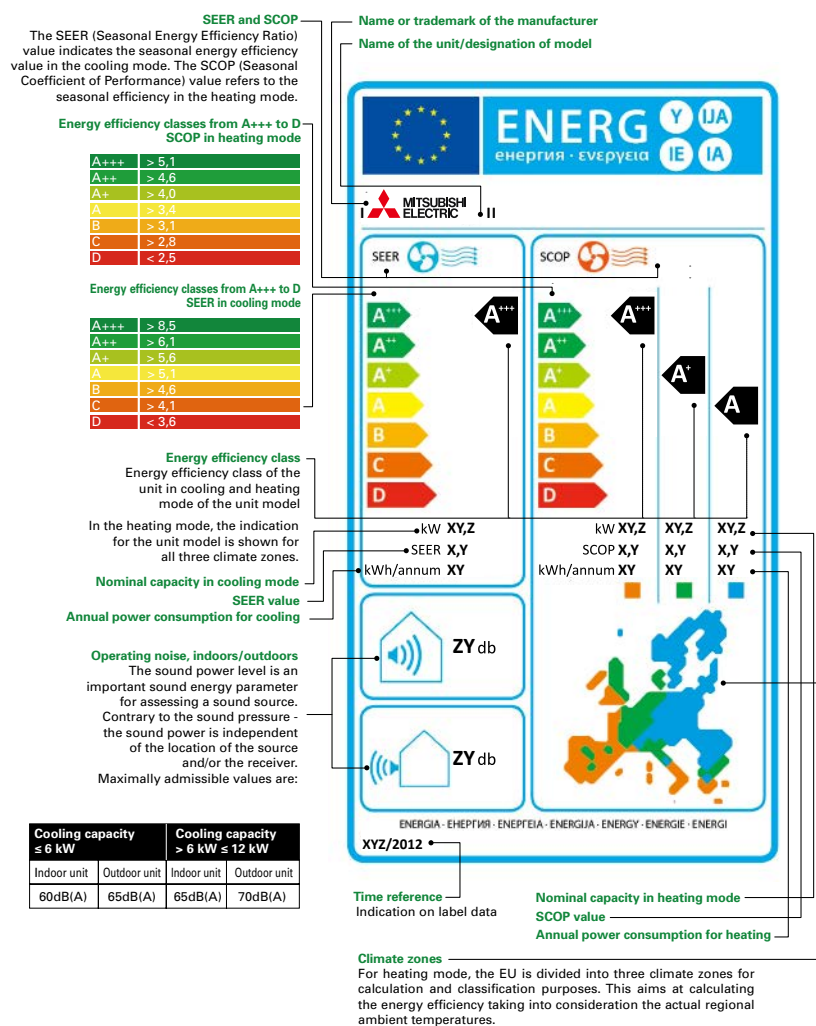 SEER and SCOP
The SEER (Seasonal Energy Efficiency Ratio)
value indicates the seasonal energy efficiency
value in the cooling mode. The SCOP (Seasonal
Coefficient of Performance) value refers to the
seasonal efficiency in the heating mode.
Energy efficiency classes from A+++ to D
SCOP in heating mode
A+++ > 5,1
A++ > 4,6
A+ > 4,0
A > 3,4
B > 3,1
C > 2,8
D < 2,5
Energy efficiency classes from A+++ to D
SEER in cooling mode
A+++ > 8,5
A++ > 6,1
A+ > 5,6
A > 5,1
B > 4,6
C > 4,1
D < 3,6
Energy efficiency class
Energy efficiency class of the
unit in cooling and heating
mode of the unit model
In the heating mode, the indication
for the unit model is shown for
all three climate zones.
Nominal capacity in cooling mode
SEER value
Annual power consumption for cooling
Operating noise, indoors/outdoors
The sound power level is an
important sound energy parameter
for assessing a sound source.
Contrary to the sound pressure -
the sound power is independent
of the location of the source
and/or the receiver.
Maximally admissible values are:
Cooling capacity ≤ 6 kW
Cooling capacity > 6 kW ≤ 12 kW
Indoor unit Outdoor unit Indoor unit Outdoor unit
60dB(A) 65dB(A) 65dB(A) 70dB(A)
Name or trademark of the manufacturer
Name of the unit/designation of model
ENERG Y IJA
енергия · ενεργεια IE IA
I MITSUBISHI ELECTRIC II
SEER
A+++ A+++
A++
A+
A
B
C
D
kW XY,Z
SEER X,Y
kWh/annum XY
SCOP
A+++ A+++
A++
A+ A+
A A
B
C
D
kW XY,Z XY,Z XY,Z
SCOP X,Y X,Y X,Y
kWh/annum XY XY XY
ZY db
ZY db
ENERGIA · ЕНЕРГИЯ · ΕΝΕΡΓΕΙΑ · ENERGIJA · ENERGY · ENERGIE · ENERGI
XYZ/2012
Time reference
Indication on label data
Nominal capacity in heating mode
SCOP value
Annual power consumption for heating
Climate zones
For heating mode, the EU is divided into three climate zones for
calculation and classification purposes. This aims at calculating
the energy efficiency taking into consideration the actual regional
ambient temperatures.